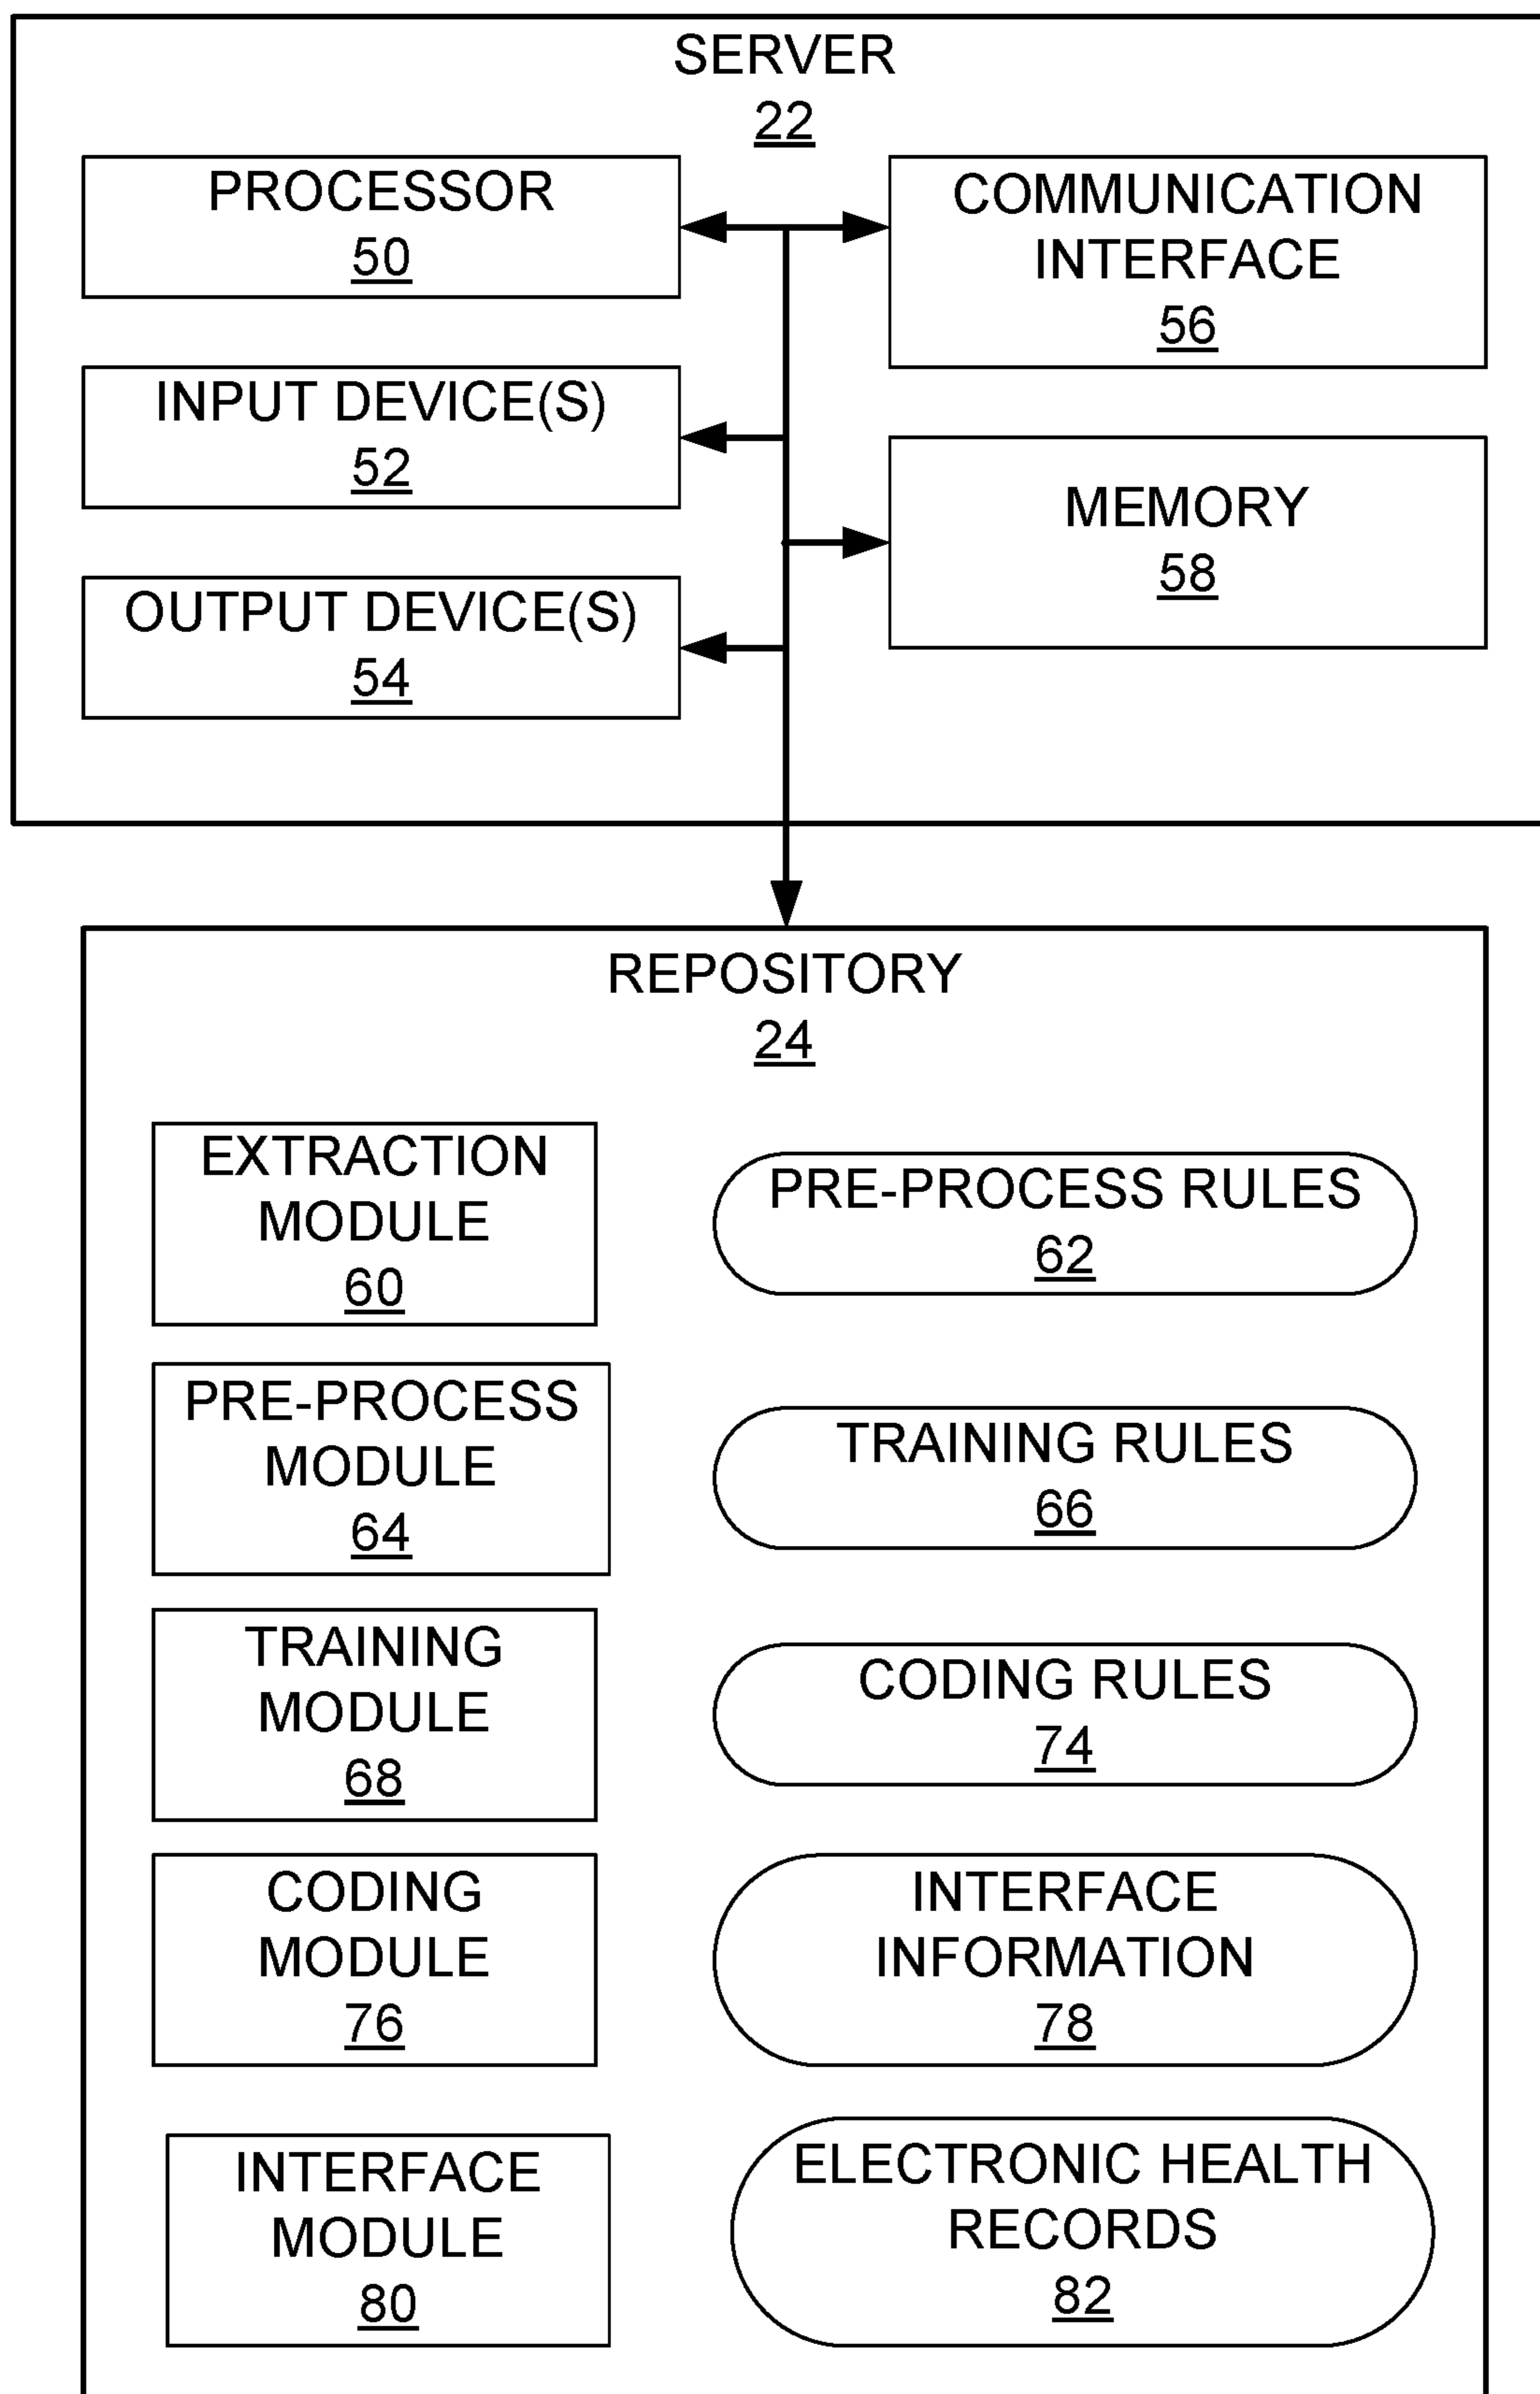 SERVER
22
PROCESSOR
50
COMMUNICATION
INTERFACE
56
INPUT DEVICE(S)
52
MEMORY
58
OUTPUT DEVICE(S)
54
REPOSITORY
24
EXTRACTION
MODULE
60
PRE-PROCESS RULES
62
PRE-PROCESS
MODULE
64
TRAINING RULES
66
TRAINING
MODULE
68
CODING RULES
74
CODING
MODULE
76
INTERFACE
INFORMATION
78
INTERFACE
MODULE
80
ELECTRONIC HEALTH
RECORDS
82